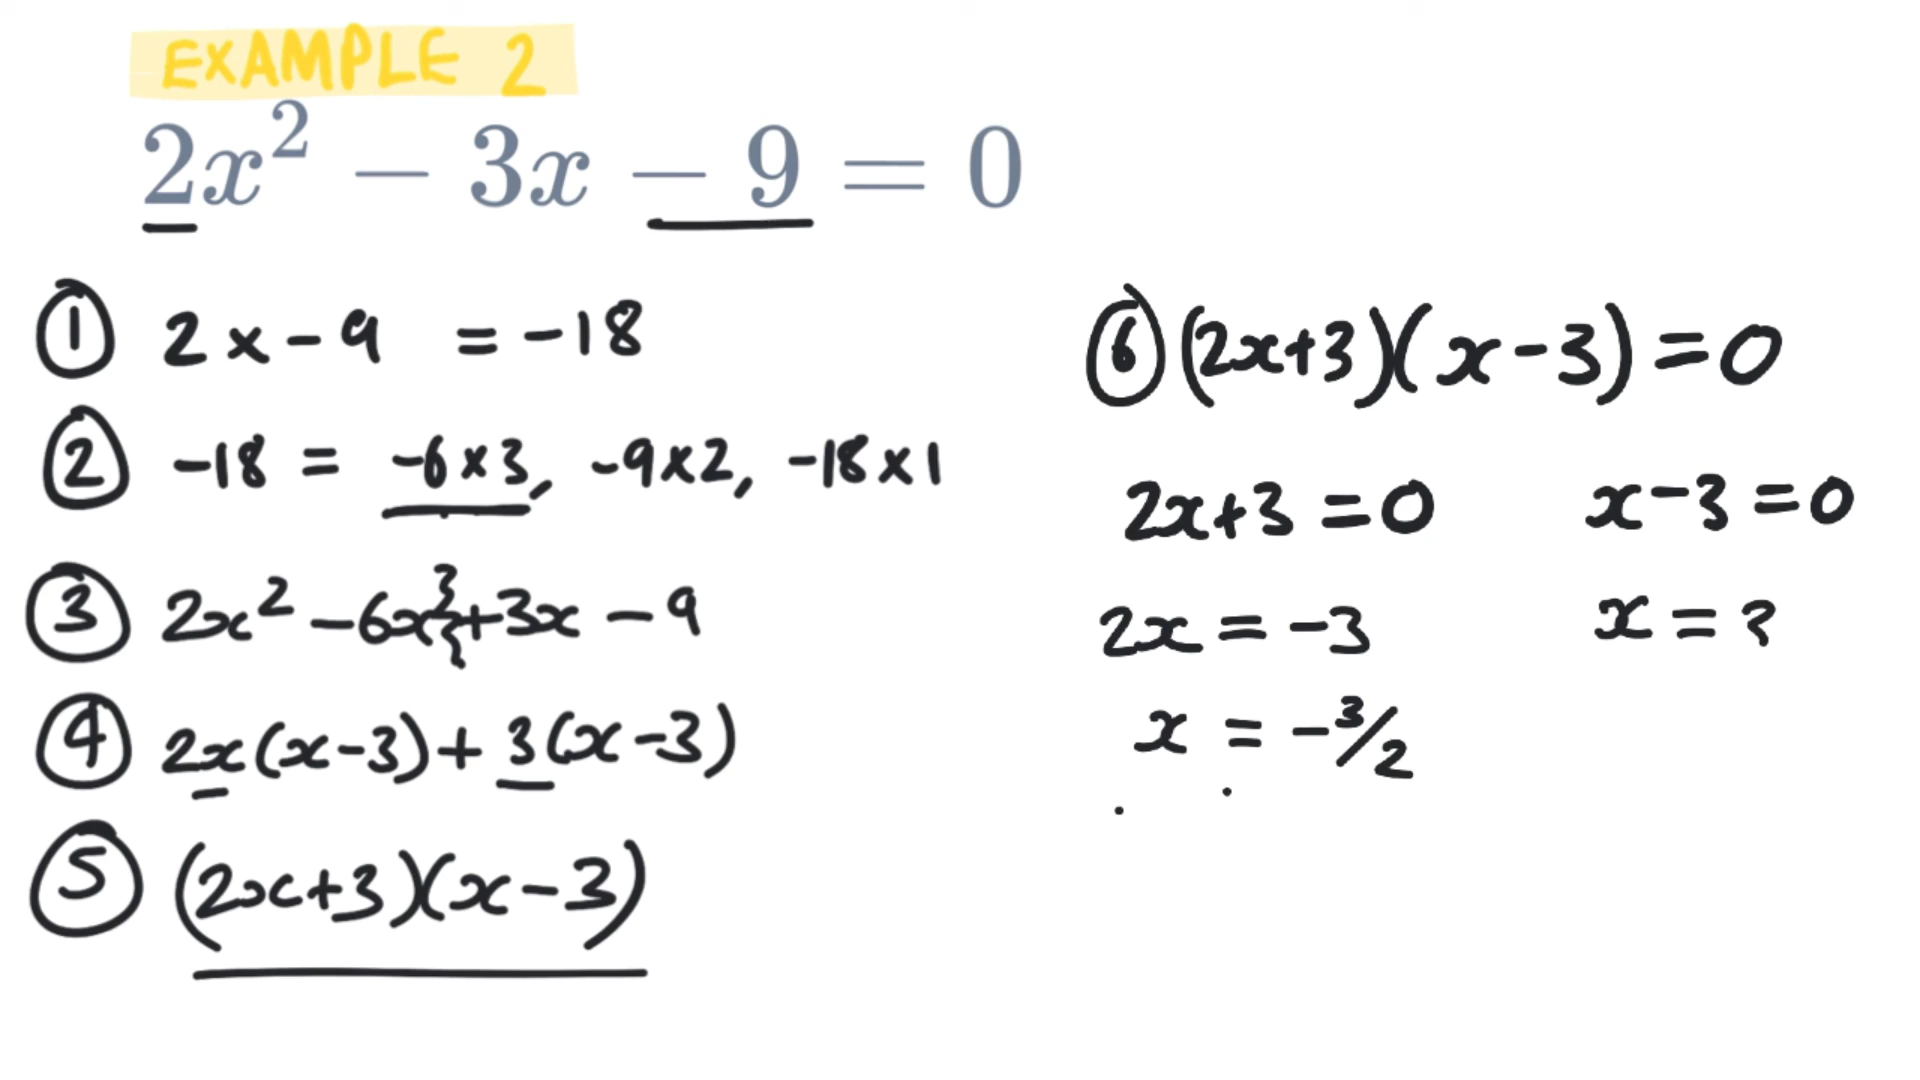 EXAMPLE 2
2x² − 3x − 9 = 0
① 2 x -9 = -18
② -18 = -6 x 3, -9 x 2, -18 x 1
③ 2x² - 6x + 3x - 9
④ 2x(x-3) + 3(x-3)
⑤ (2x+3)(x-3)
⑥ (2x+3)(x-3) = 0
2x+3 = 0 x-3 = 0
2x = -3 x = 3
x = -3/2